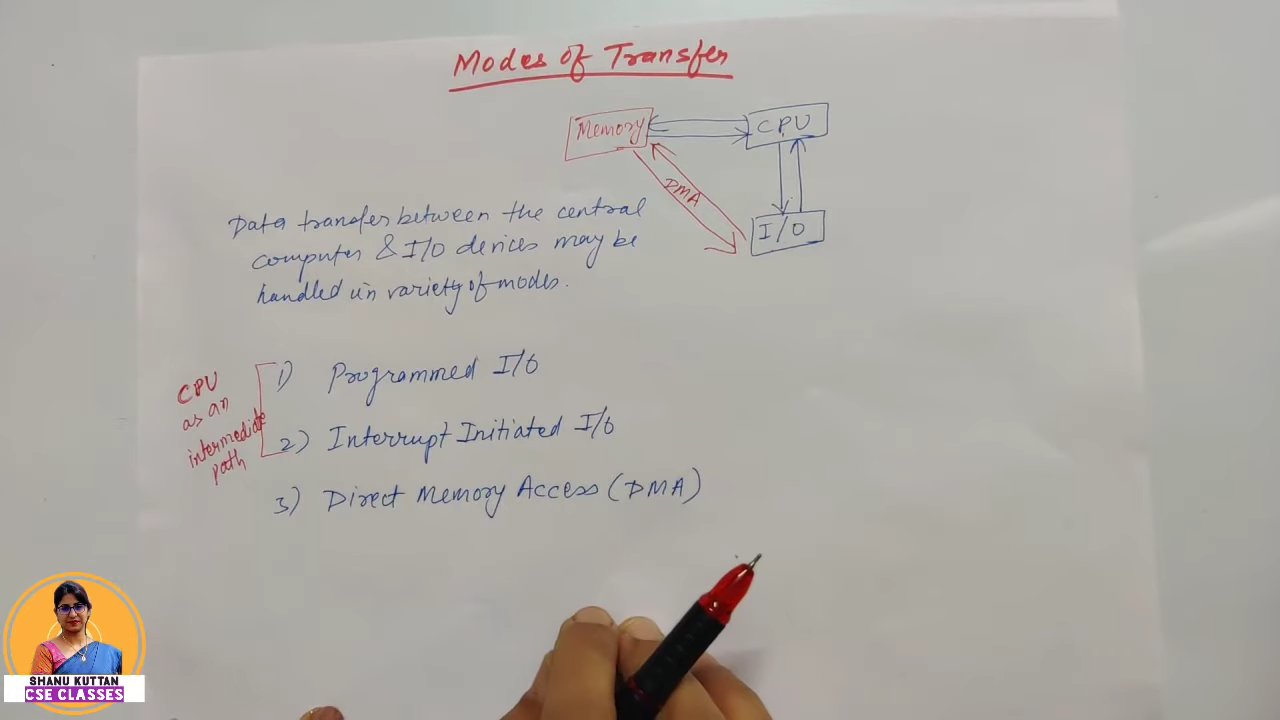 Modes of Transfer
Memory
CPU
DMA
I/O
Data transfer between the central
computer & I/O devices may be
handled in variety of modes.
CPU
as an
intermediate
path
1) Programmed I/O
2) Interrupt Initiated I/O
3) Direct Memory Access (DMA)
SHANU KUTTAN
CSE CLASSES